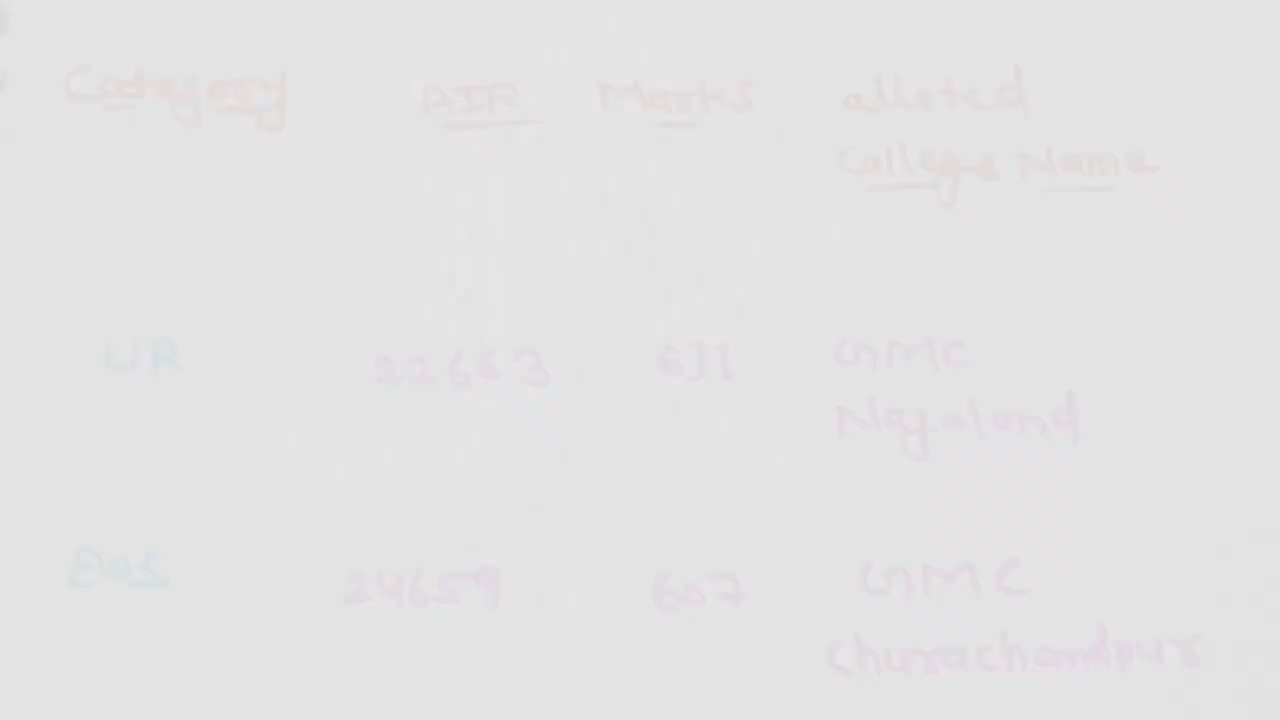 Category AIR Marks alloted
College Name
UR 22663 611 GMC
Nagaland
EWS 24659 607 GMC
Churachandpur